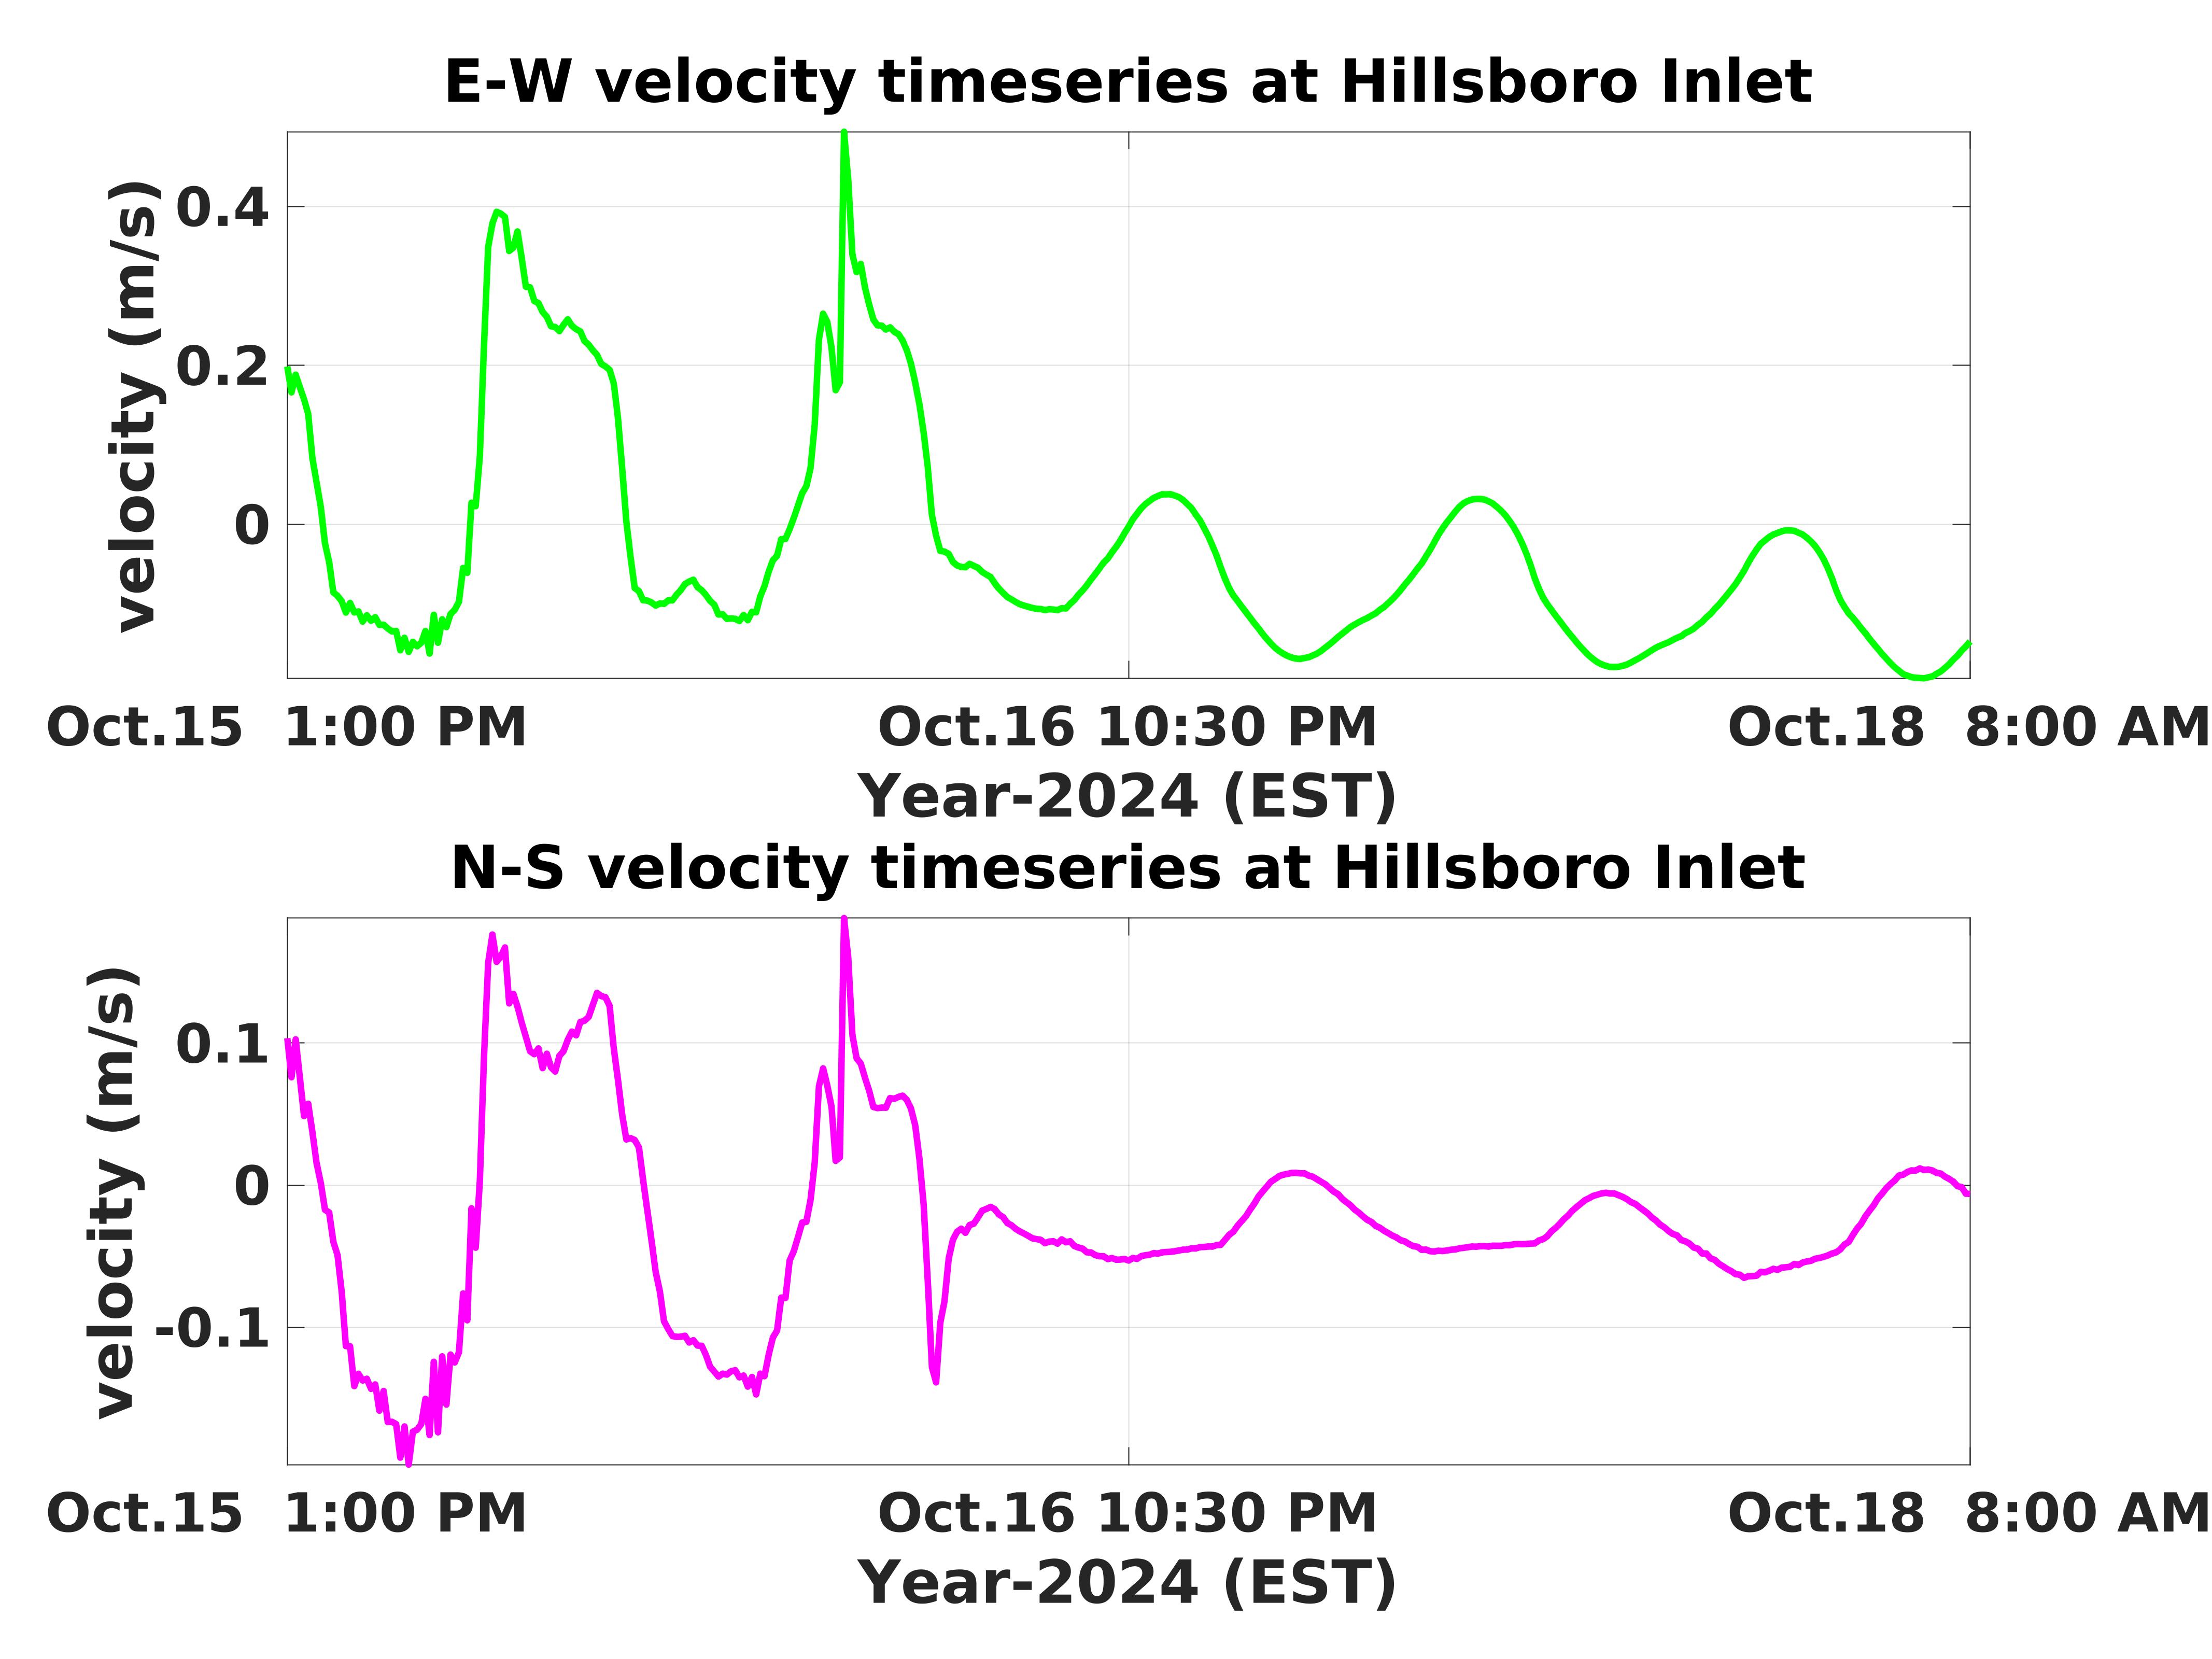 E-W velocity timeseries at Hillsboro Inlet
velocity (m/s)
0.4
0.2
0
Oct.15  1:00 PM
Oct.16 10:30 PM
Oct.18  8:00 AM
Year-2024 (EST)
N-S velocity timeseries at Hillsboro Inlet
velocity (m/s)
0.1
0
-0.1
Oct.15  1:00 PM
Oct.16 10:30 PM
Oct.18  8:00 AM
Year-2024 (EST)